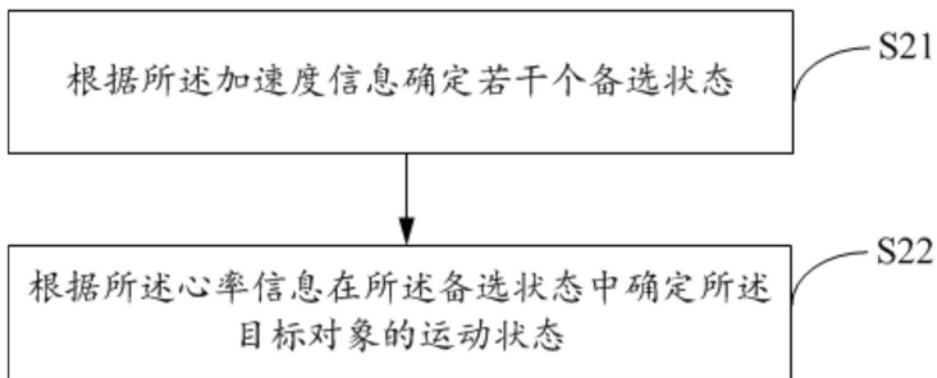 根据所述加速度信息确定若干个备选状态
S21
根据所述心率信息在所述备选状态中确定所述
目标对象的运动状态
S22